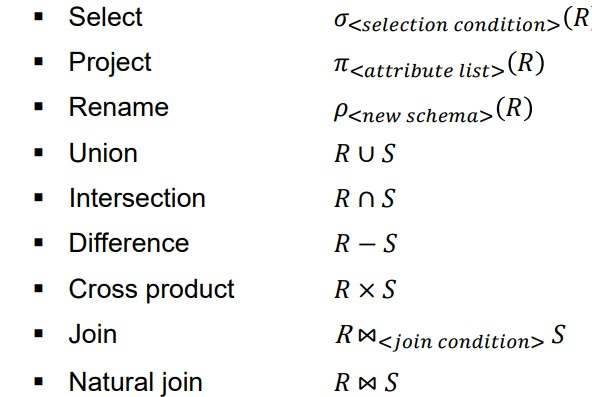 ▪ Select σ<selection condition>(R)
▪ Project π<attribute list>(R)
▪ Rename ρ<new schema>(R)
▪ Union R ∪ S
▪ Intersection R ∩ S
▪ Difference R − S
▪ Cross product R × S
▪ Join R ⋈<join condition> S
▪ Natural join R ⋈ S